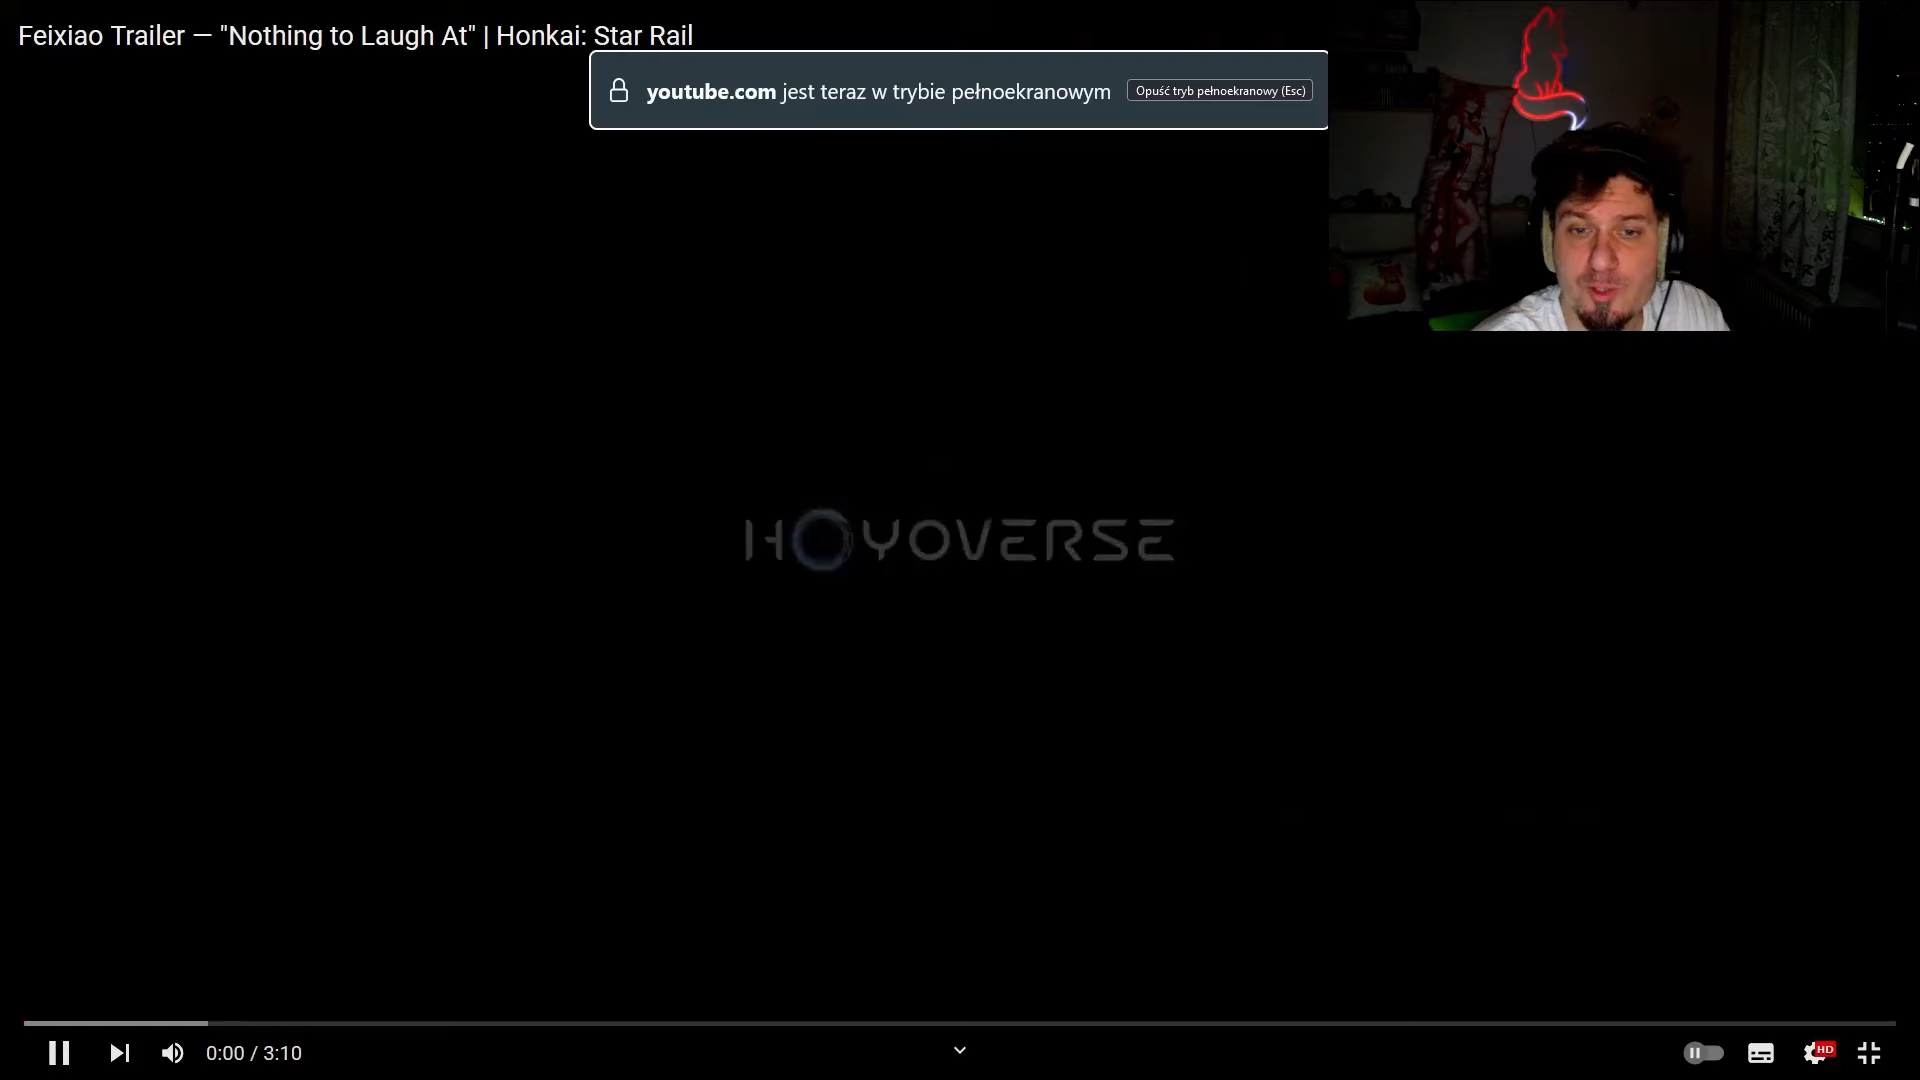 Feixiao Trailer — "Nothing to Laugh At" | Honkai: Star Rail
youtube.com jest teraz w trybie pełnoekranowym Opuść tryb pełnoekranowy (Esc)
HOYOVERSE
0:00 / 3:10
HD